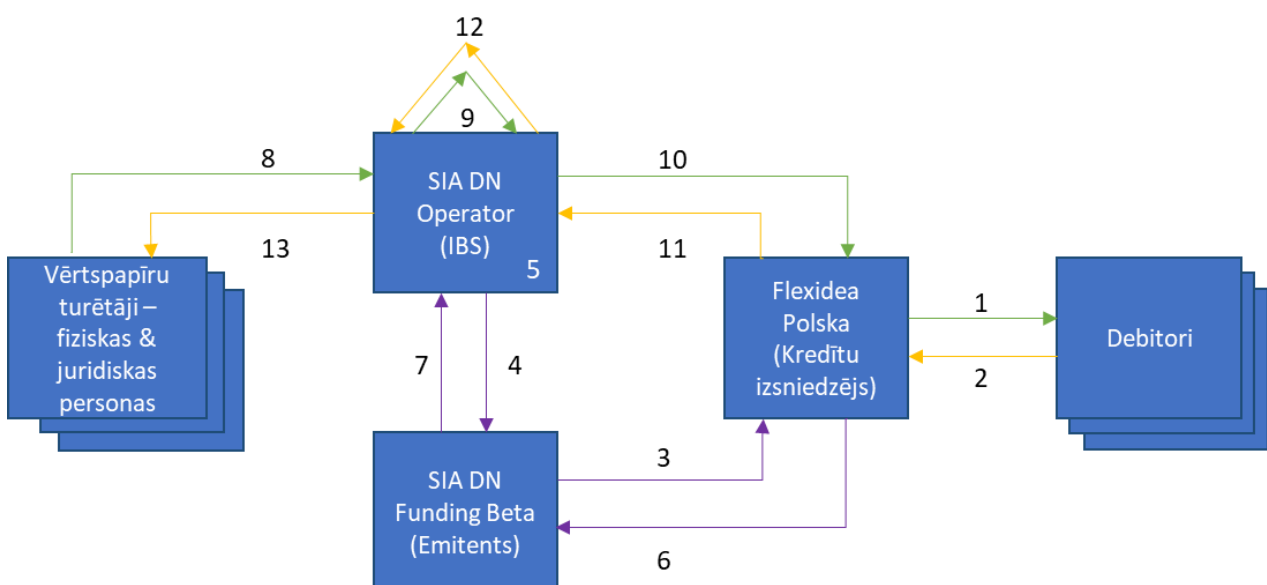 12
9
8
10
SIA DN
Operator
(IBS)
5
13
11
Vērtspapīru
turētāji –
fiziskas &
juridiskas
personas
Flexidea
Polska
(Kredītu
izsniedzējs)
1
2
Debitori
7
4
3
SIA DN
Funding Beta
(Emitents)
6